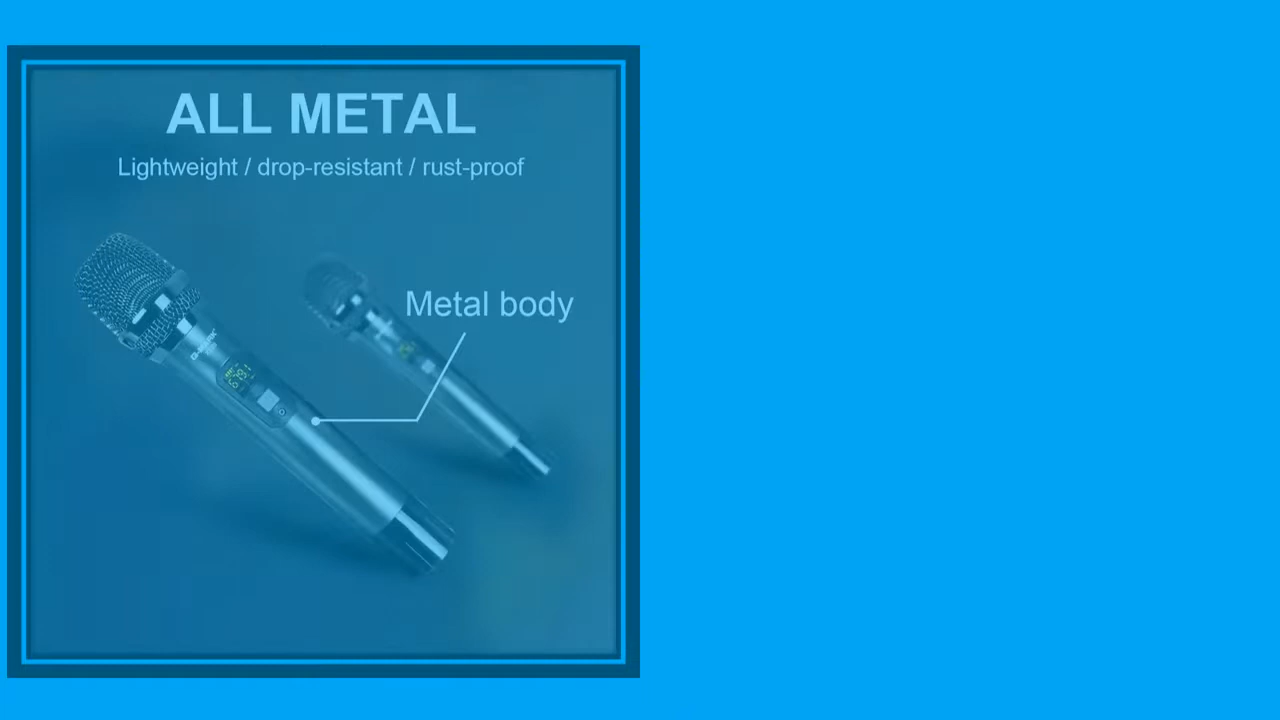 ALL METAL
Lightweight / drop-resistant / rust-proof
Metal body